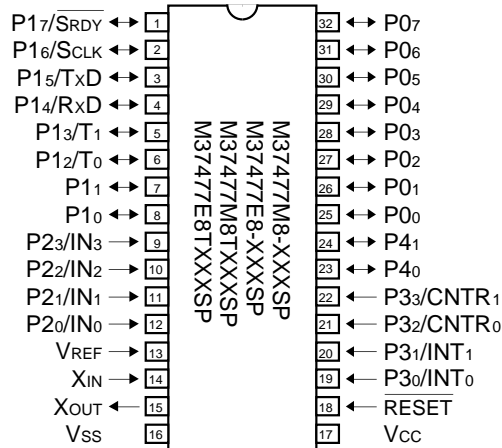 P17/SRDY 1 32 P07
P16/SCLK 2 31 P06
P15/TXD 3 30 P05
P14/RXD 4 29 P04
P13/T1 5 28 P03
P12/T0 6 27 P02
P11 7 26 P01
P10 8 25 P00
P23/IN3 9 24 P41
P22/IN2 10 23 P40
P21/IN1 11 22 P33/CNTR1
P20/IN0 12 21 P32/CNTR0
VREF 13 20 P31/INT1
XIN 14 19 P30/INT0
XOUT 15 18 RESET
VSS 16 17 VCC
M37477M8-XXXSP
M37477E8-XXXSP
M37477M8TXXXSP
M37477E8TXXXSP